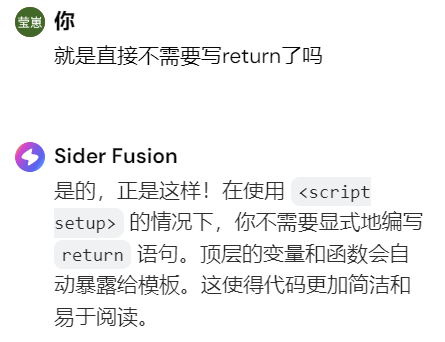 莹崽
你
就是直接不需要写return了吗
Sider Fusion
是的，正是这样！在使用 <script
setup> 的情况下，你不需要显式地编写
return 语句。顶层的变量和函数会自
动暴露给模板。这使得代码更加简洁和
易于阅读。